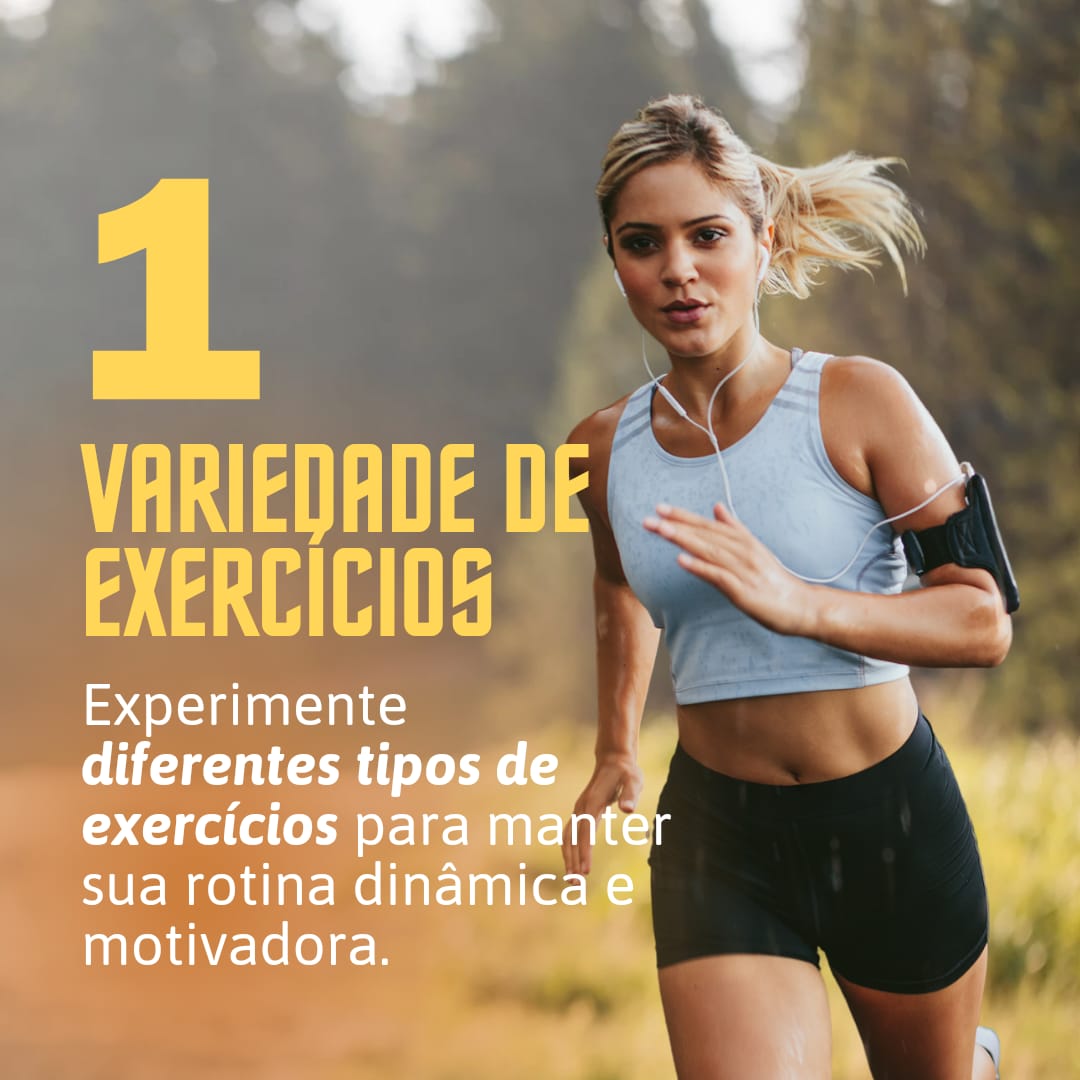 1
VARIEDADE DE
EXERCÍCIOS
Experimente
diferentes tipos de
exercícios para manter
sua rotina dinâmica e
motivadora.